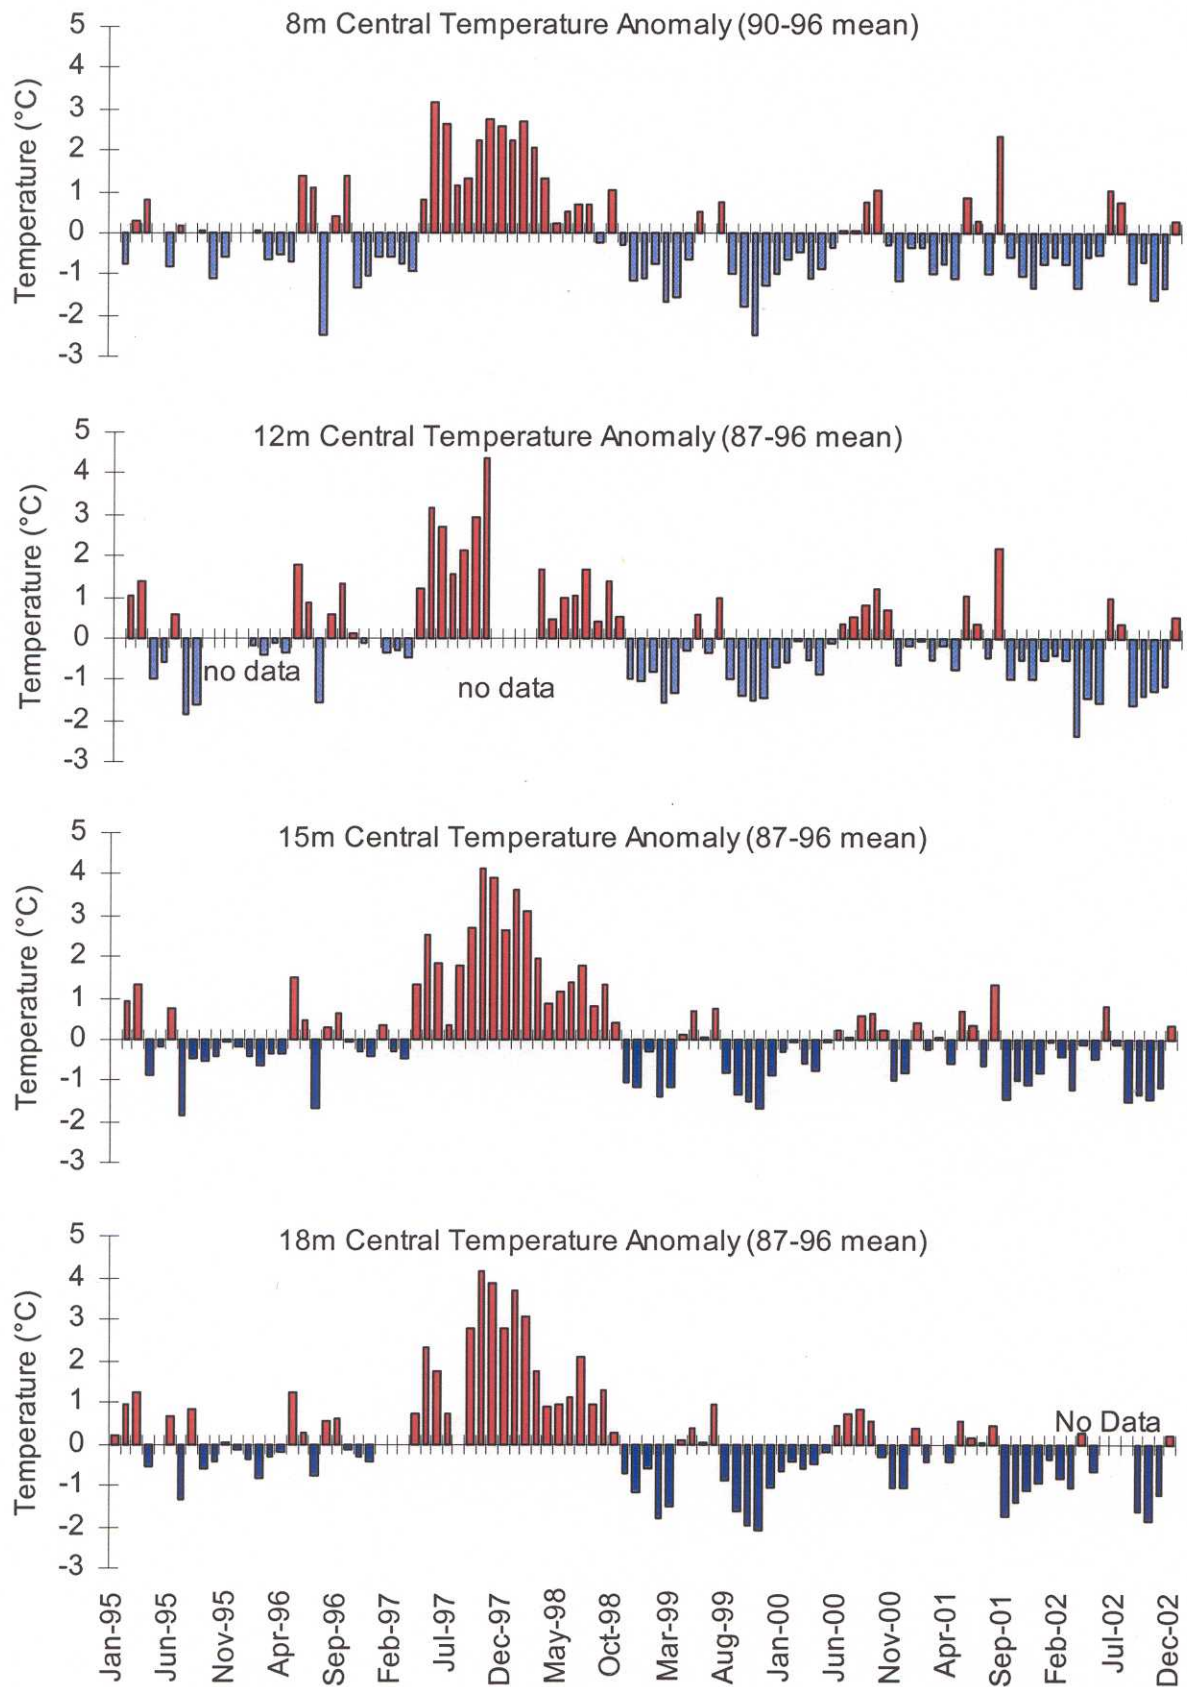 8m Central Temperature Anomaly (90-96 mean)
Temperature (°C)
5
4
3
2
1
0
-1
-2
-3
12m Central Temperature Anomaly (87-96 mean)
Temperature (°C)
5
4
3
2
1
0
-1
-2
-3
no data
no data
15m Central Temperature Anomaly (87-96 mean)
Temperature (°C)
5
4
3
2
1
0
-1
-2
-3
18m Central Temperature Anomaly (87-96 mean)
Temperature (°C)
5
4
3
2
1
0
-1
-2
-3
No Data
Jan-95
Jun-95
Nov-95
Apr-96
Sep-96
Feb-97
Jul-97
Dec-97
May-98
Oct-98
Mar-99
Aug-99
Jan-00
Jun-00
Nov-00
Apr-01
Sep-01
Feb-02
Jul-02
Dec-02